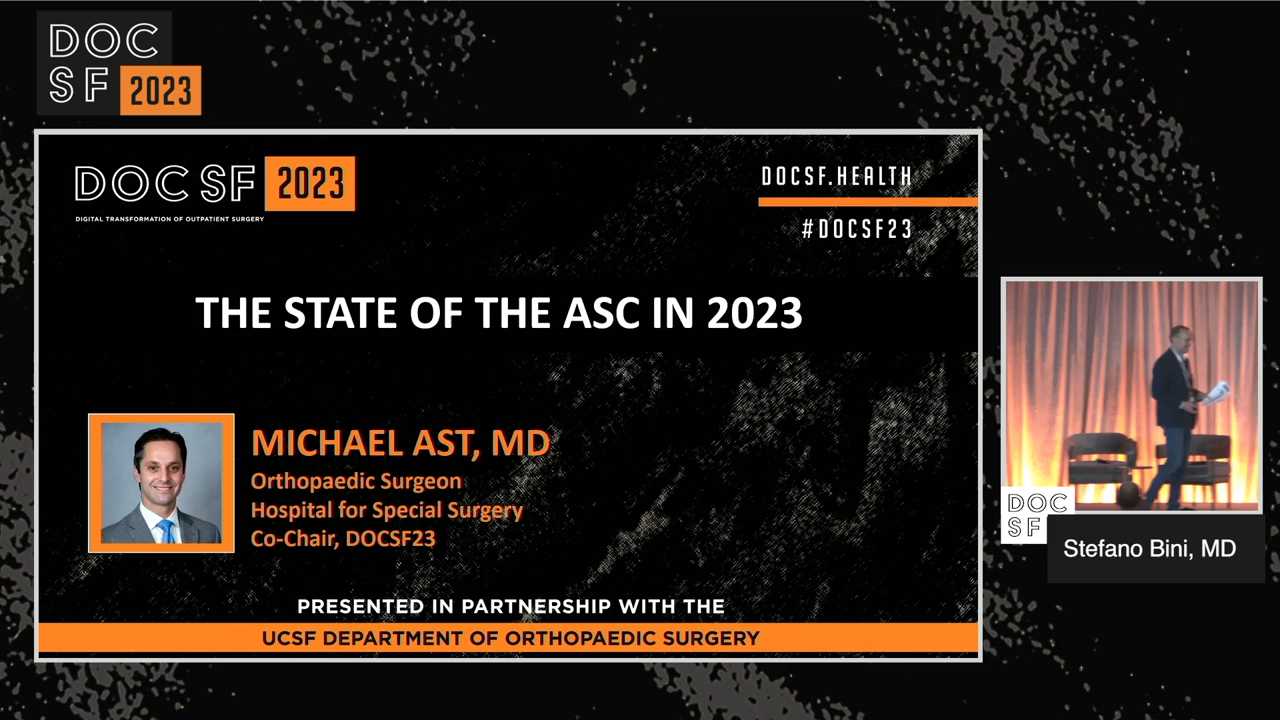 DOC
SF 2023
DOC SF 2023
DIGITAL TRANSFORMATION OF OUTPATIENT SURGERY
DOCSF.HEALTH
#DOCSF23
THE STATE OF THE ASC IN 2023
MICHAEL AST, MD
Orthopaedic Surgeon
Hospital for Special Surgery
Co-Chair, DOCSF23
PRESENTED IN PARTNERSHIP WITH THE
UCSF DEPARTMENT OF ORTHOPAEDIC SURGERY
DOC
SF
Stefano Bini, MD